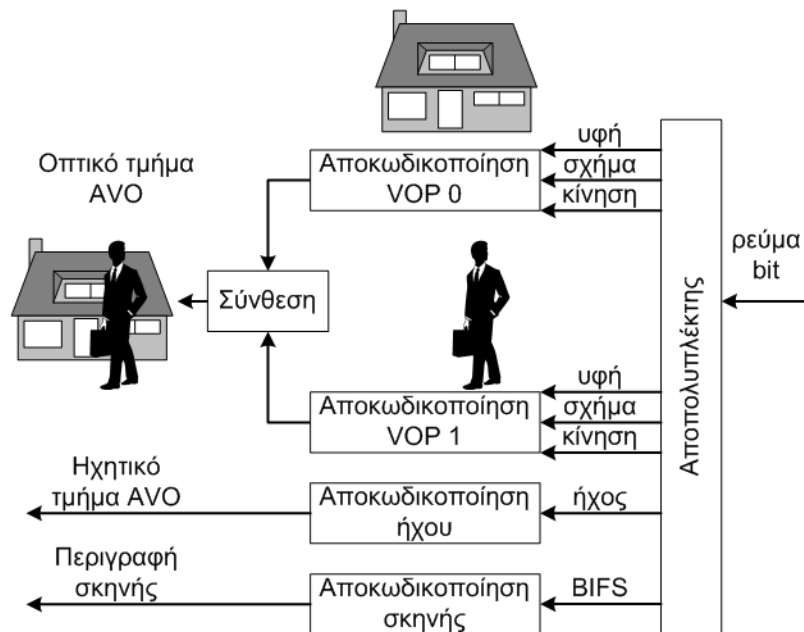 υφή
σχήμα
κίνηση
Αποκωδικοποίηση
VOP 0
Οπτικό τμήμα
AVO
ρεύμα
bit
Σύνθεση
Αποπολυπλέκτης
υφή
σχήμα
κίνηση
Αποκωδικοποίηση
VOP 1
Ηχητικό
τμήμα AVO
Αποκωδικοποίηση
ήχου
ήχος
Περιγραφή
σκηνής
Αποκωδικοποίηση
σκηνής
BIFS